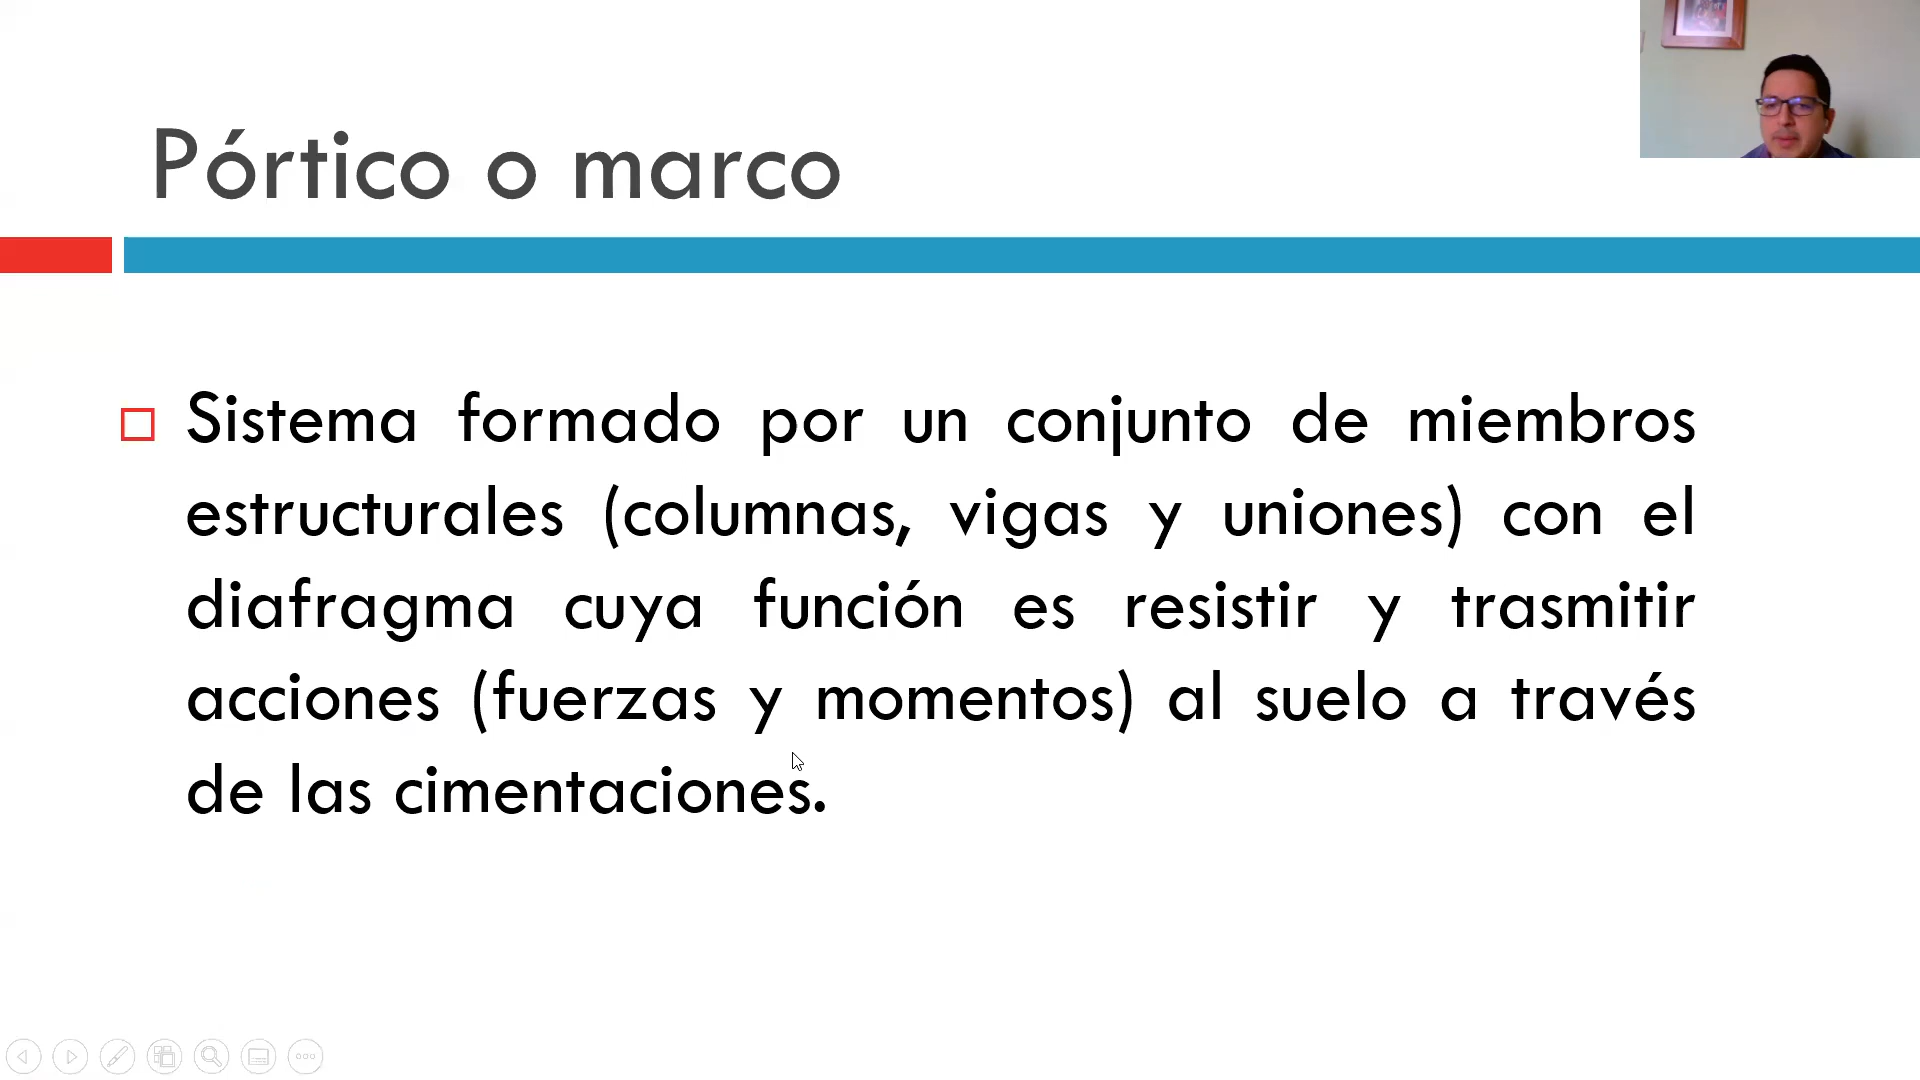 Pórtico o marco
Sistema formado por un conjunto de miembros
estructurales (columnas, vigas y uniones) con el
diafragma cuya función es resistir y trasmitir
acciones (fuerzas y momentos) al suelo a través
de las cimentaciones.